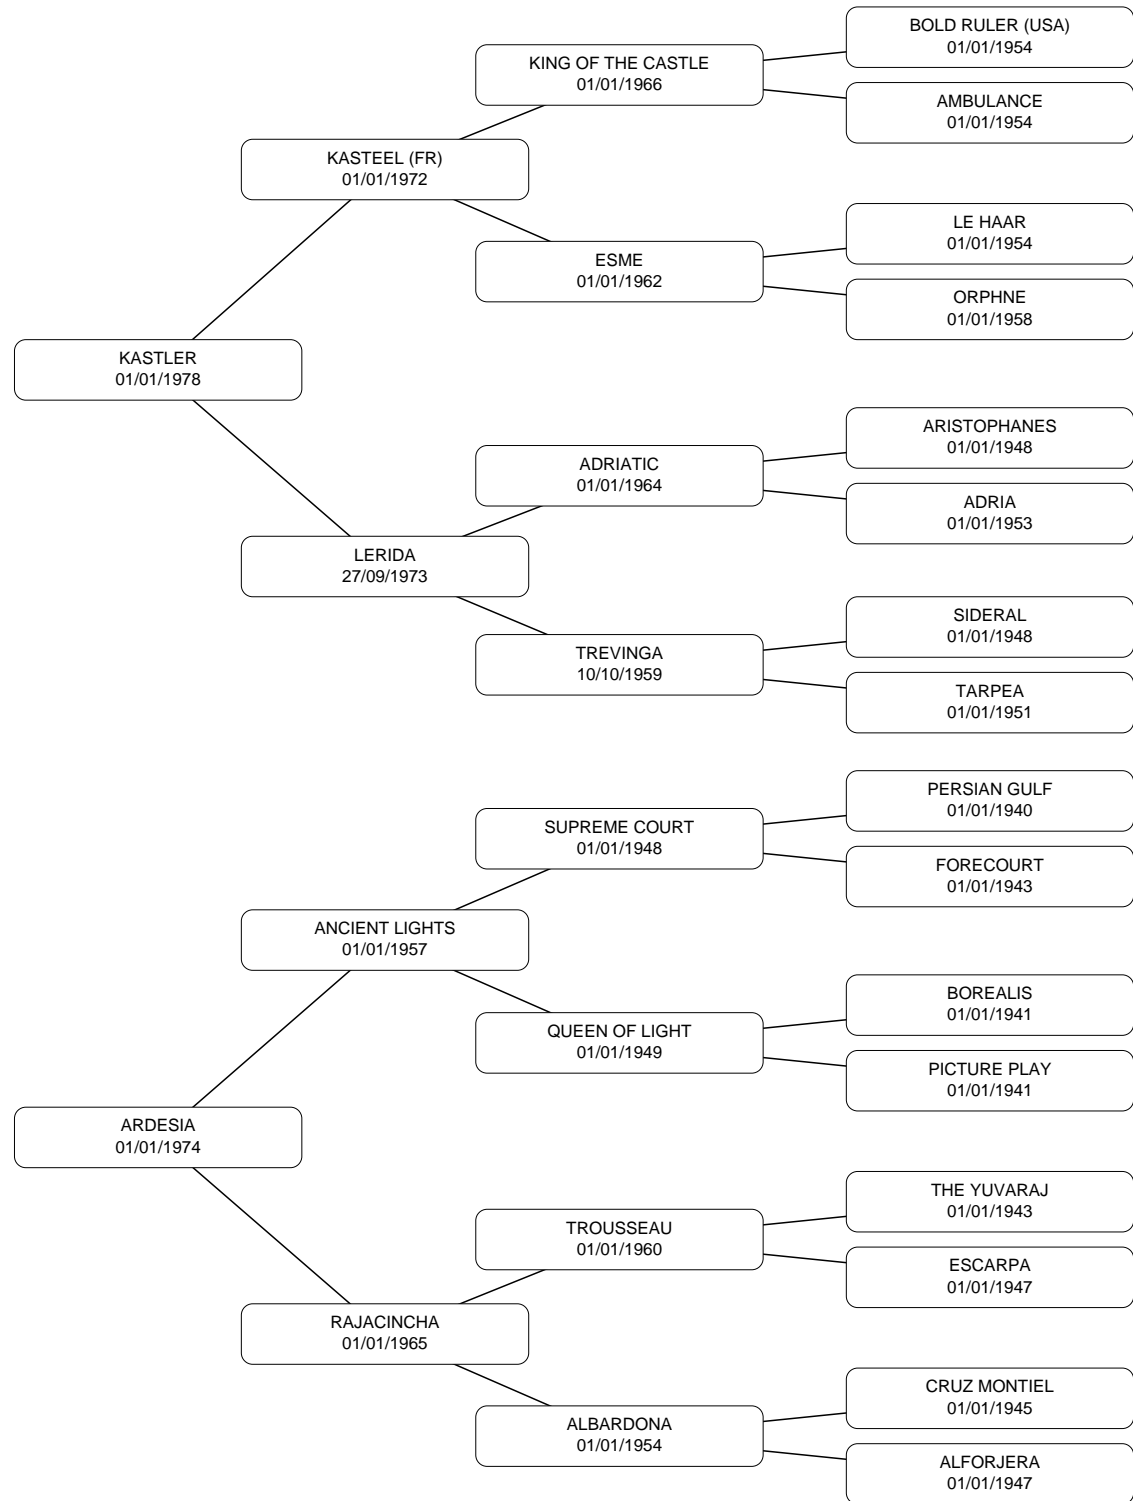 BOLD RULER (USA)
01/01/1954
KING OF THE CASTLE
01/01/1966
AMBULANCE
01/01/1954
KASTEEL (FR)
01/01/1972
LE HAAR
01/01/1954
ESME
01/01/1962
ORPHNE
01/01/1958
KASTLER
01/01/1978
ARISTOPHANES
01/01/1948
ADRIATIC
01/01/1964
ADRIA
01/01/1953
LERIDA
27/09/1973
SIDERAL
01/01/1948
TREVINGA
10/10/1959
TARPEA
01/01/1951
PERSIAN GULF
01/01/1940
SUPREME COURT
01/01/1948
FORECOURT
01/01/1943
ANCIENT LIGHTS
01/01/1957
BOREALIS
01/01/1941
QUEEN OF LIGHT
01/01/1949
PICTURE PLAY
01/01/1941
ARDESIA
01/01/1974
THE YUVARAJ
01/01/1943
TROUSSEAU
01/01/1960
ESCARPA
01/01/1947
RAJACINCHA
01/01/1965
CRUZ MONTIEL
01/01/1945
ALBARDONA
01/01/1954
ALFORJERA
01/01/1947